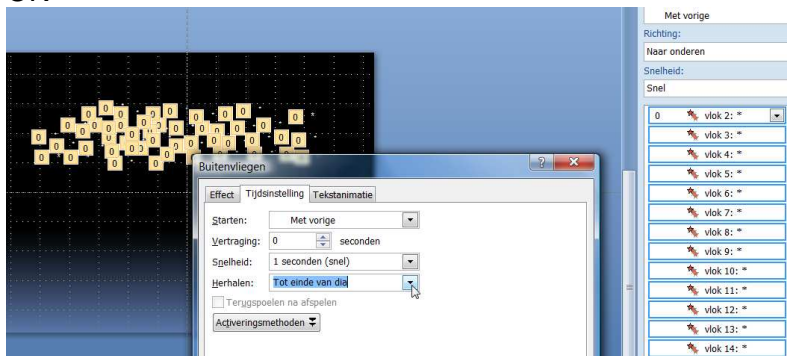 Met vorige
Richting:
Naar onderen
Snelheid:
Snel
0 vlok 2: *
vlok 3: *
vlok 4: *
vlok 5: *
vlok 6: *
vlok 7: *
vlok 8: *
vlok 9: *
vlok 10: *
vlok 11: *
vlok 12: *
vlok 13: *
vlok 14: *
Buitenvliegen
Effect Tijdsinstelling Tekstanimatie
Starten: Met vorige
Vertraging: 0 seconden
Snelheid: 1 seconden (snel)
Herhalen: Tot einde van dia
Terugspoelen na afspelen
Activeringsmethoden